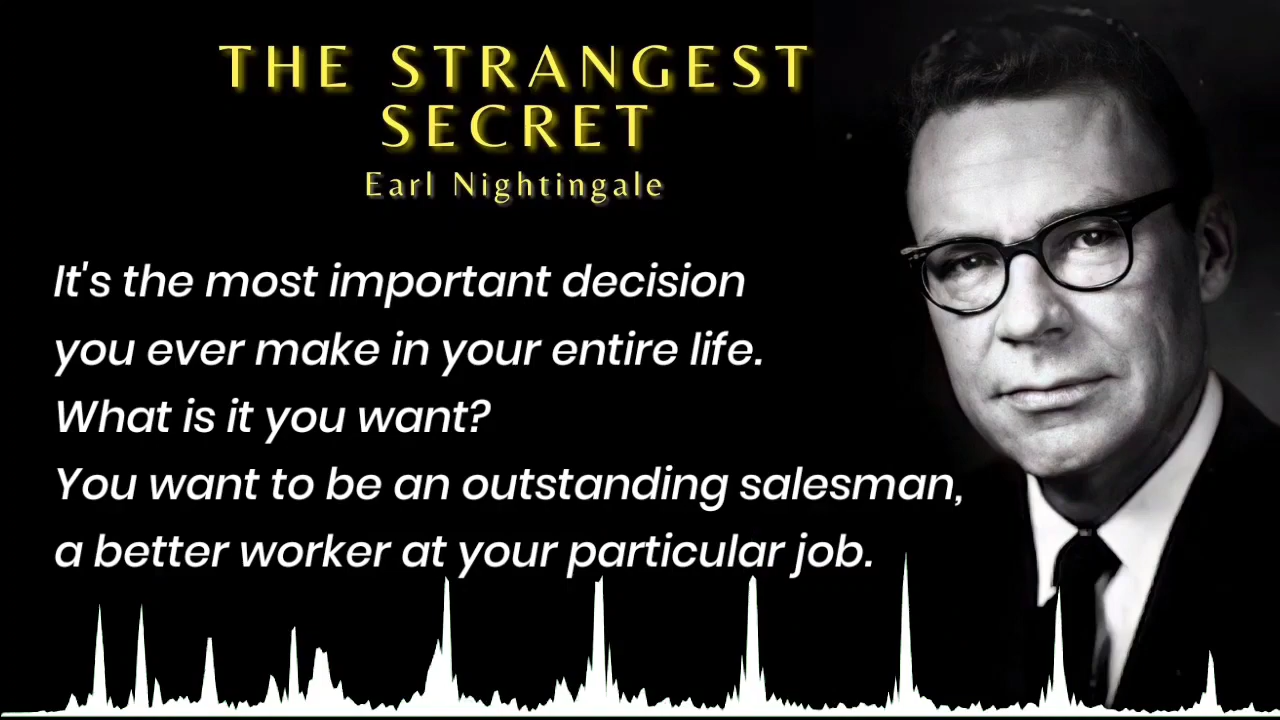 THE STRANGEST
SECRET
Earl Nightingale
It's the most important decision
you ever make in your entire life.
What is it you want?
You want to be an outstanding salesman,
a better worker at your particular job.